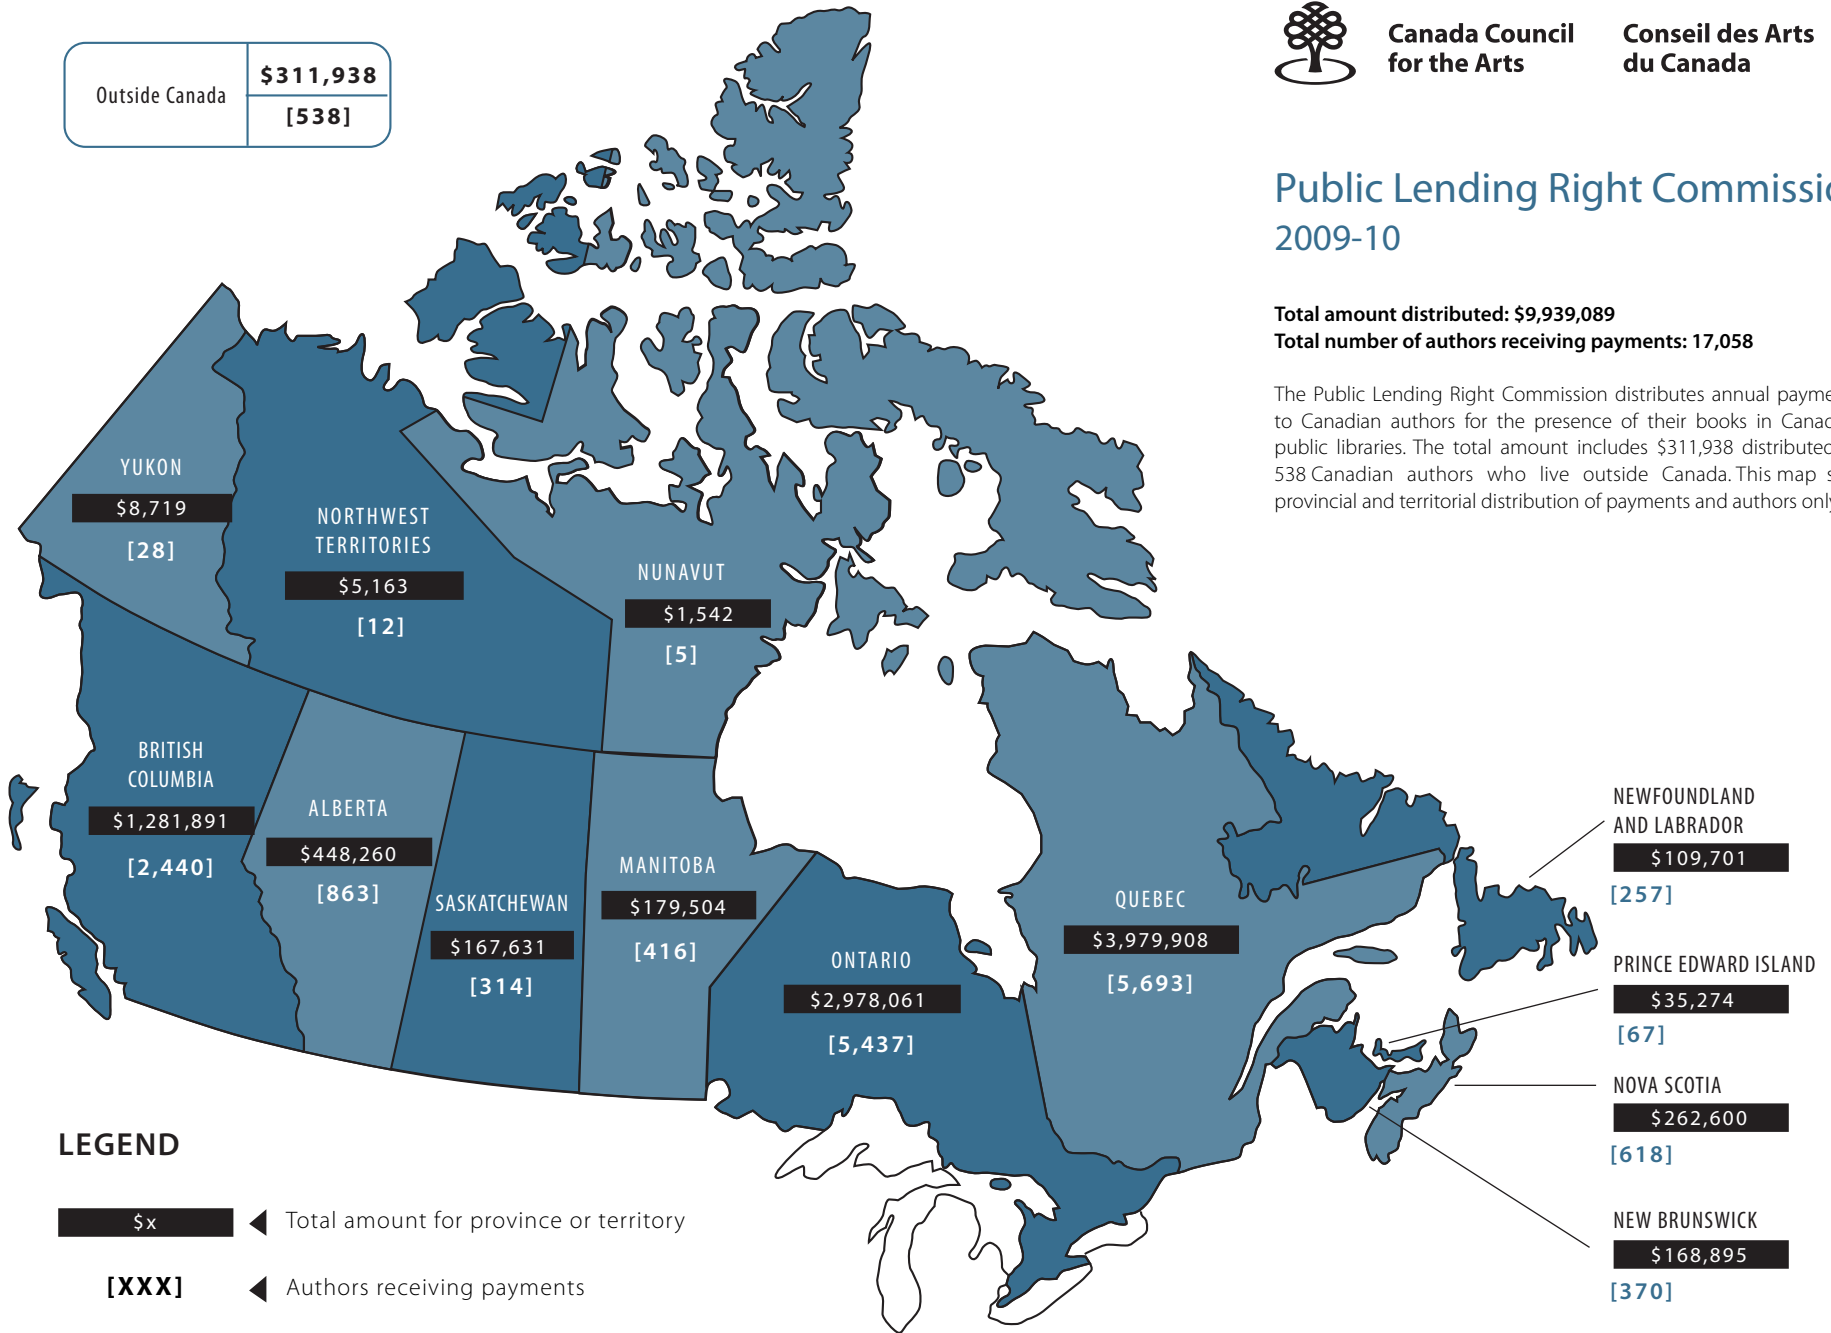 Outside Canada
$311,938
[538]
Canada Council
for the Arts
Conseil des Arts
du Canada
Public Lending Right
2009-10
Total amount distributed: $9,939,089
Total number of authors receiving payments: 17,058
The Public Lending Right Commission distributes annual
to Canadian authors for the presence of their books in
public libraries. The total amount includes $311,938 distributed
538 Canadian authors who live outside Canada. This map
provincial and territorial distribution of payments and authors only
YUKON
$8,719
[28]
NORTHWEST
TERRITORIES
$5,163
[12]
NUNAVUT
$1,542
[5]
BRITISH
COLUMBIA
$1,281,891
[2,440]
ALBERTA
$448,260
[863]
SASKATCHEWAN
$167,631
[314]
MANITOBA
$179,504
[416]
ONTARIO
$2,978,061
[5,437]
QUEBEC
$3,979,908
[5,693]
NEWFOUNDLAND
AND LABRADOR
$109,701
[257]
PRINCE EDWARD ISLAND
$35,274
[67]
NOVA SCOTIA
$262,600
[618]
NEW BRUNSWICK
$168,895
[370]
LEGEND
$x
Total amount for province or territory
[XXX]
Authors receiving payments